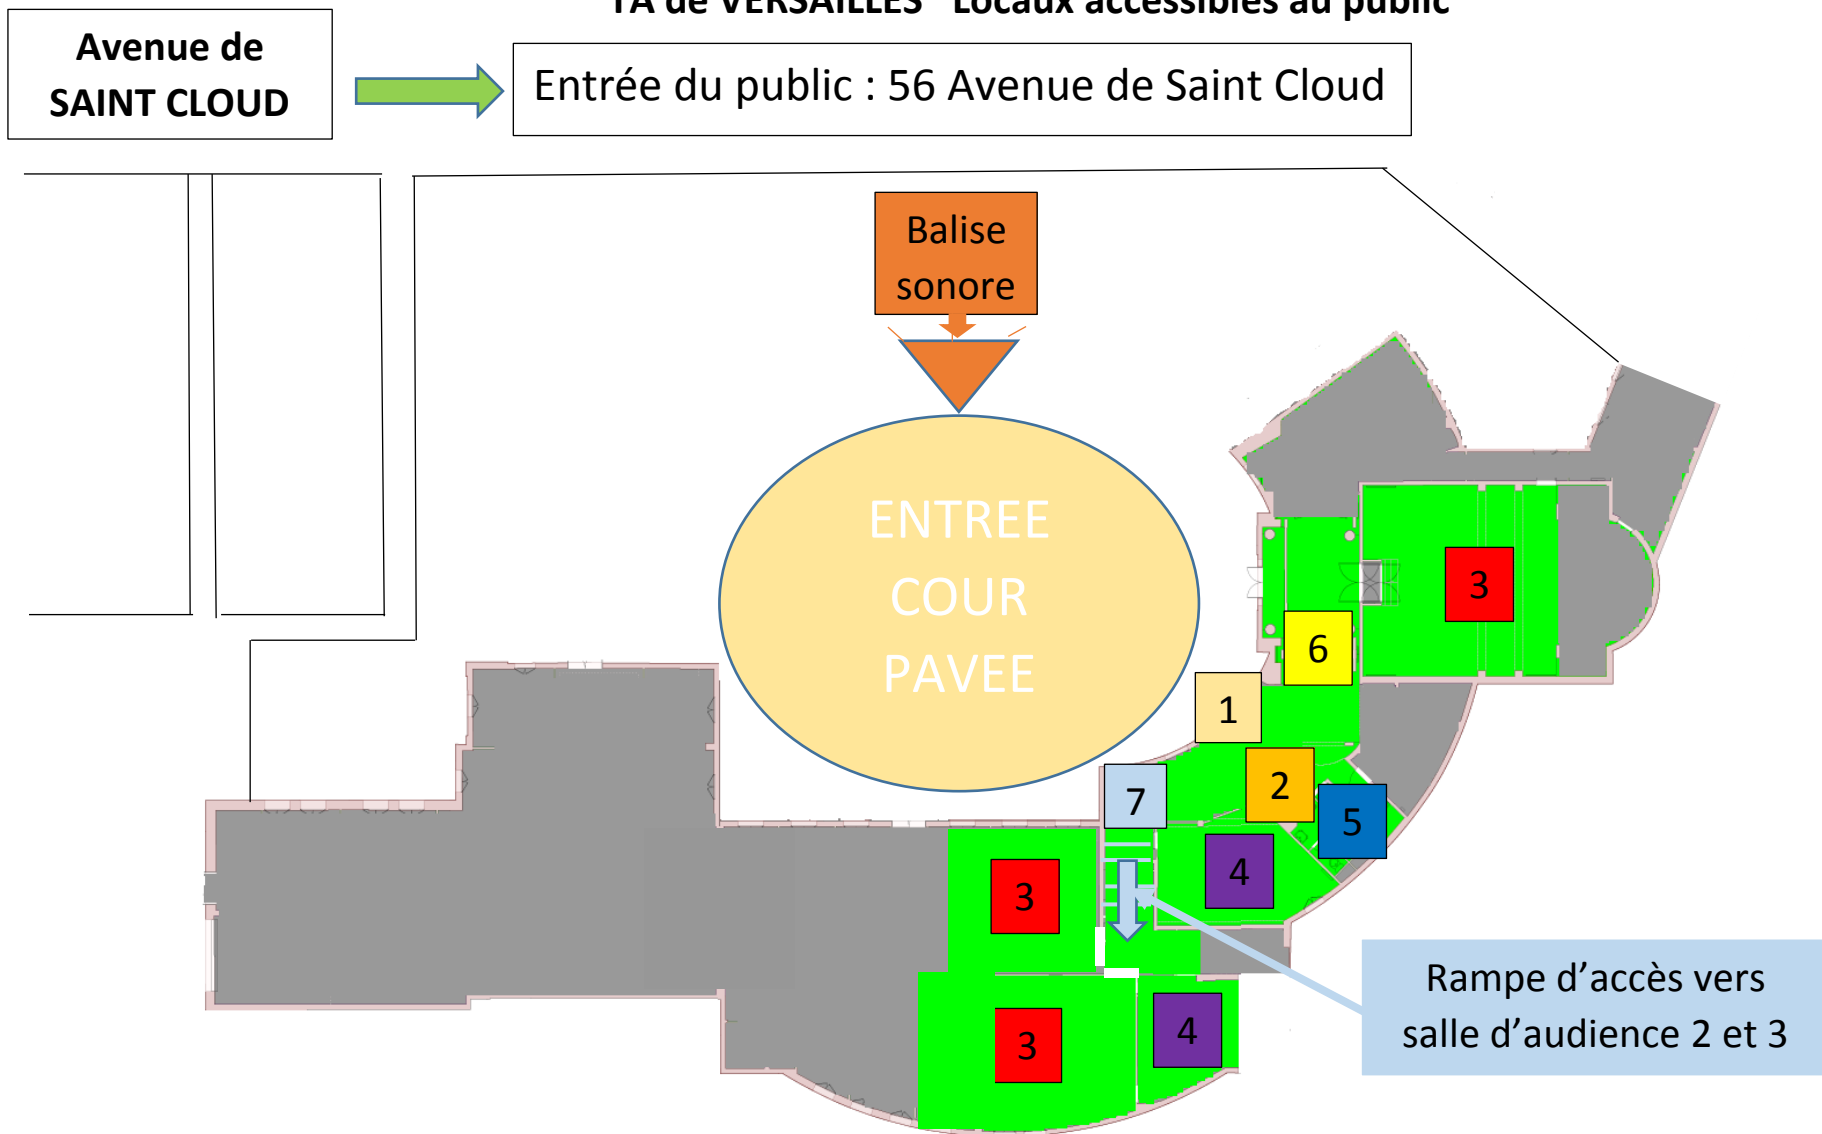 TA de VERSAILLES Locaux accessibles au public
Avenue de
SAINT CLOUD
Entrée du public : 56 Avenue de Saint Cloud
Balise
sonore
ENTREE
COUR
PAVEE
3
6
1
2
7
5
4
3
3
4
Rampe d’accès vers
salle d’audience 2 et 3